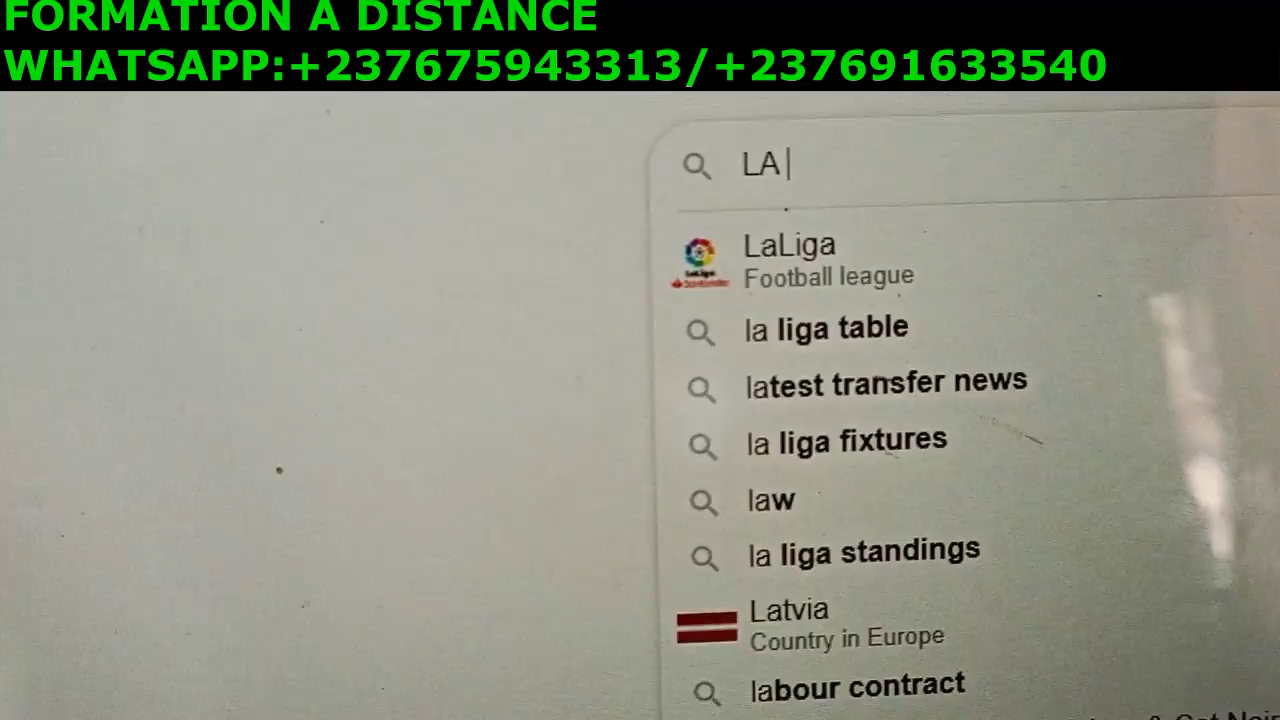 FORMATION A DISTANCE
WHATSAPP:+237675943313/+237691633540
LA
LaLiga
Football league
la liga table
latest transfer news
la liga fixtures
law
la liga standings
Latvia
Country in Europe
labour contract